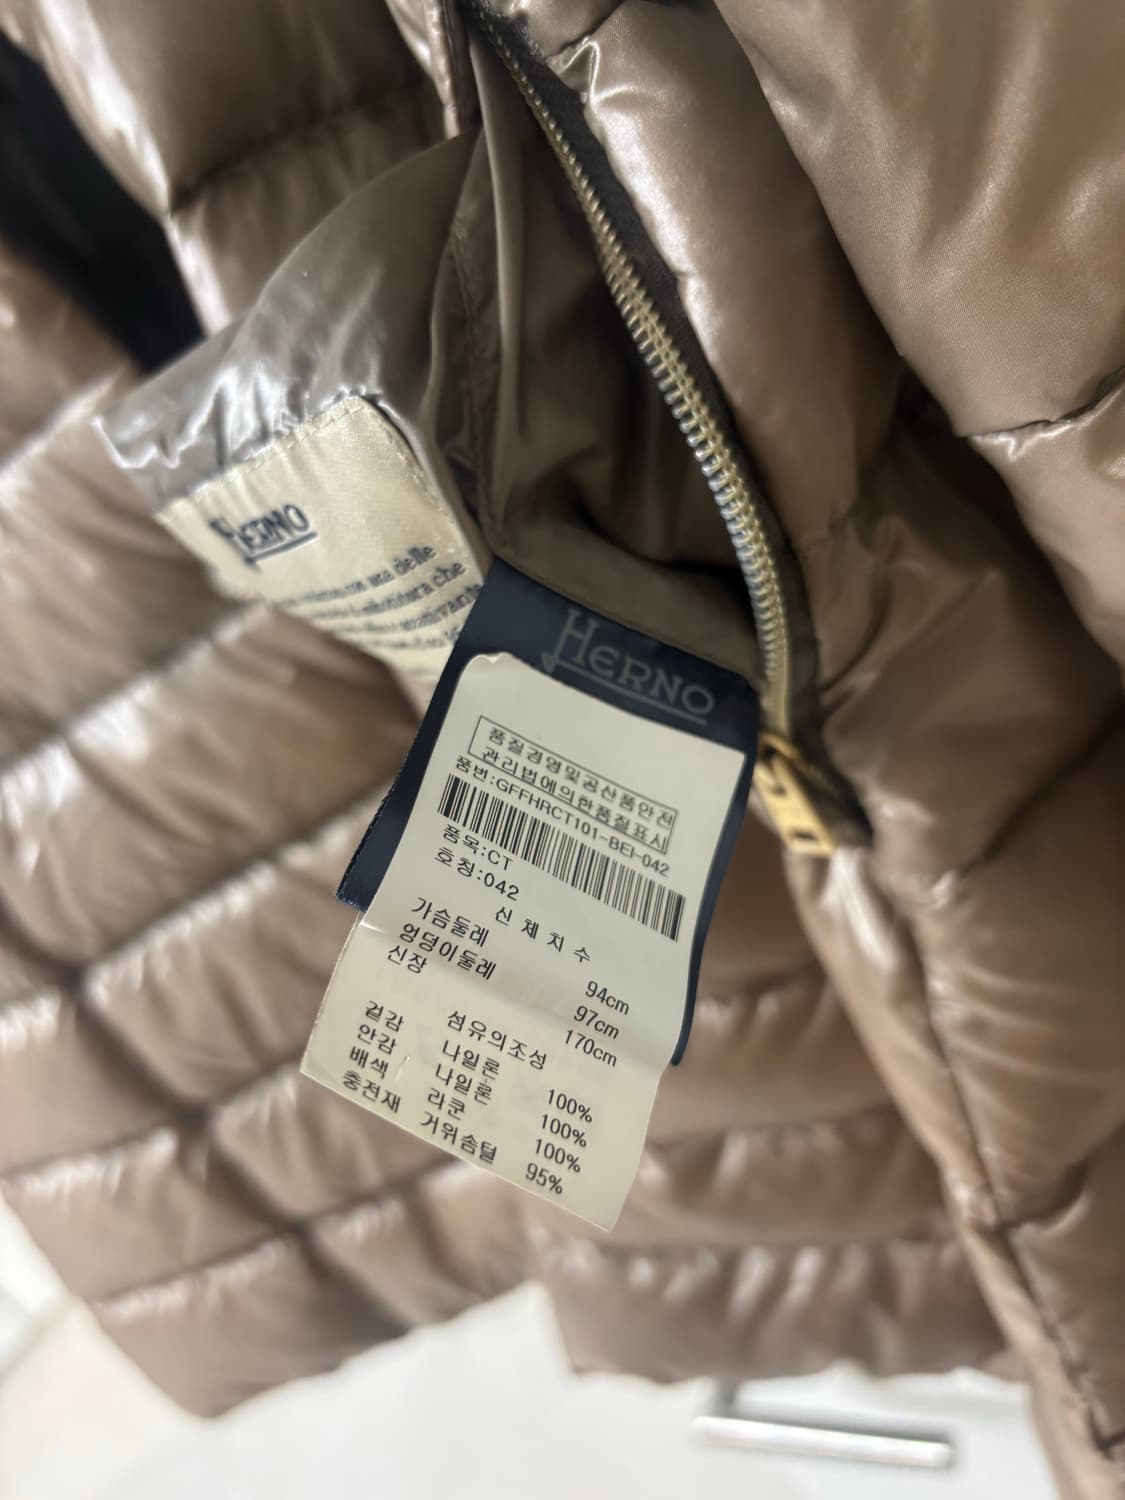 HERNO
una delle
che
HERNO
품질경영및공산품안전
관리법에의한품질표시
품번:GFFHRCT101-BEI-042
품목:CT
호칭:042
신 체 치 수
가슴둘레 94cm
엉덩이둘레 97cm
신장 170cm
섬유의조성
겉감 나일론 100%
안감 나일론 100%
배색 라쿤 100%
충전재 거위솜털 95%